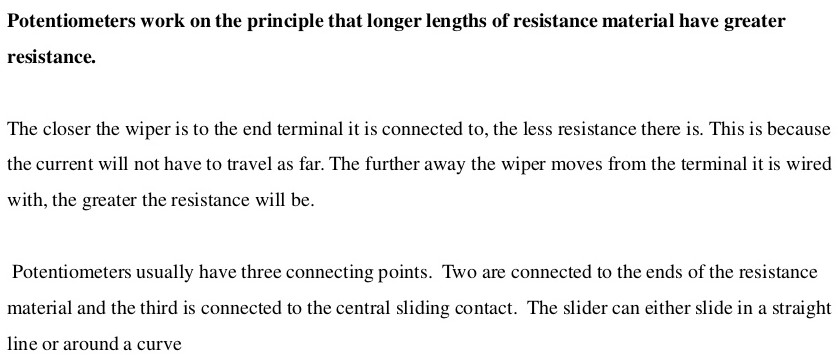 Potentiometers work on the principle that longer lengths of resistance material have greater
resistance.
The closer the wiper is to the end terminal it is connected to, the less resistance there is. This is because
the current will not have to travel as far. The further away the wiper moves from the terminal it is wired
with, the greater the resistance will be.
Potentiometers usually have three connecting points.  Two are connected to the ends of the resistance
material and the third is connected to the central sliding contact.  The slider can either slide in a straight
line or around a curve